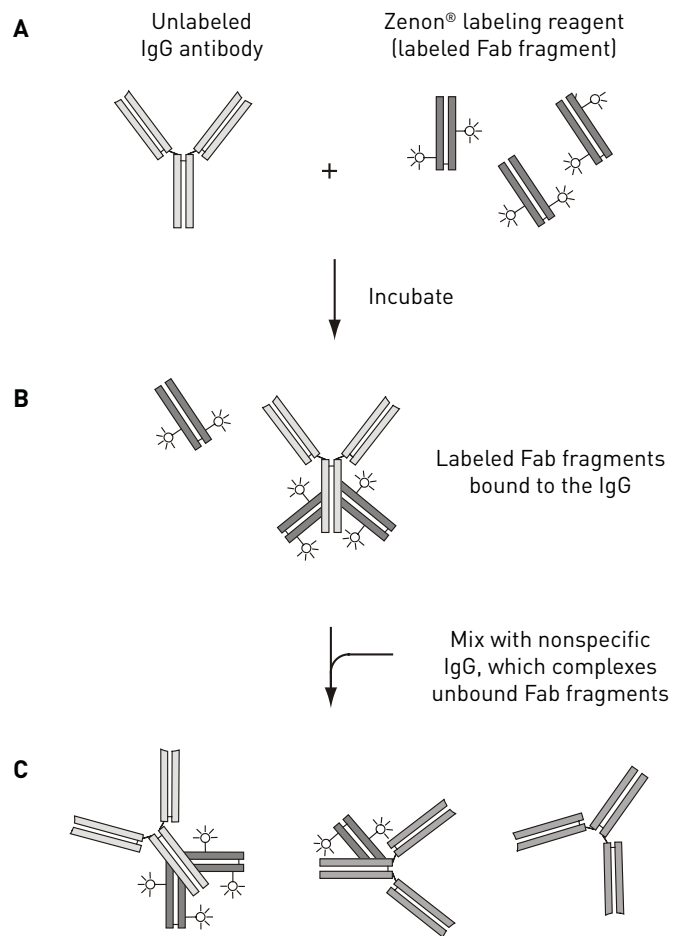 A
Unlabeled
IgG antibody
Zenon® labeling reagent
(labeled Fab fragment)
+
Incubate
B
Labeled Fab fragments
bound to the IgG
Mix with nonspecific
IgG, which complexes
unbound Fab fragments
C